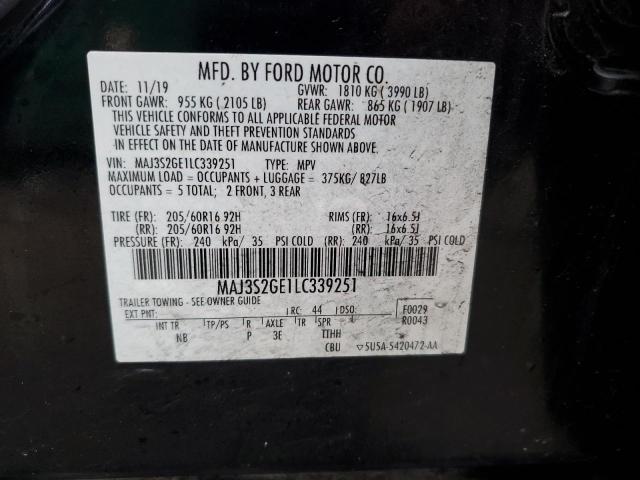 MFD. BY FORD MOTOR CO.
DATE: 11/19 GVWR: 1810 KG ( 3990 LB)
FRONT GAWR: 955 KG ( 2105 LB) REAR GAWR: 865 KG ( 1907 LB)
THIS VEHICLE CONFORMS TO ALL APPLICABLE FEDERAL MOTOR
VEHICLE SAFETY AND THEFT PREVENTION STANDARDS
IN EFFECT ON THE DATE OF MANUFACTURE SHOWN ABOVE.
VIN: MAJ3S2GE1LC339251 TYPE: MPV
MAXIMUM LOAD = OCCUPANTS + LUGGAGE = 375KG/ 827LB
OCCUPANTS = 5 TOTAL; 2 FRONT, 3 REAR
TIRE (FR): 205/60R16 92H RIMS (FR): 16x6.5J
(RR): 205/60R16 92H (RR): 16x6.5J
PRESSURE (FR): 240 kPa/ 35 PSI COLD (RR): 240 kPa/ 35 PSI COLD
MAJ3S2GE1LC339251
TRAILER TOWING - SEE OWNER GUIDE
EXT PNT: RC: 44 DSO: F0029
R0043
INT TR TP/PS R AXLE TR SPR
NB P 3E TTHH
CBU 5U5A-5420472-AA